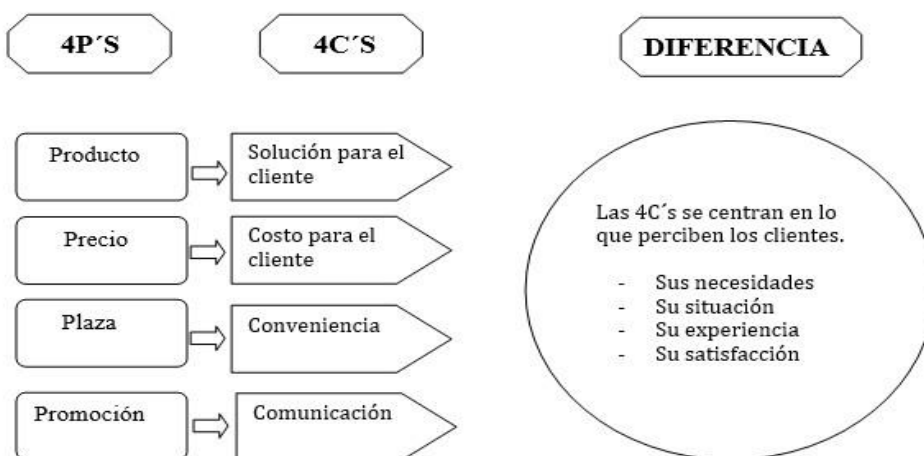 4P´S
4C´S
DIFERENCIA
Producto
Solución para el
cliente
Precio
Costo para el
cliente
Plaza
Conveniencia
Promoción
Comunicación
Las 4C´s se centran en lo
que perciben los clientes.
- Sus necesidades
- Su situación
- Su experiencia
- Su satisfacción